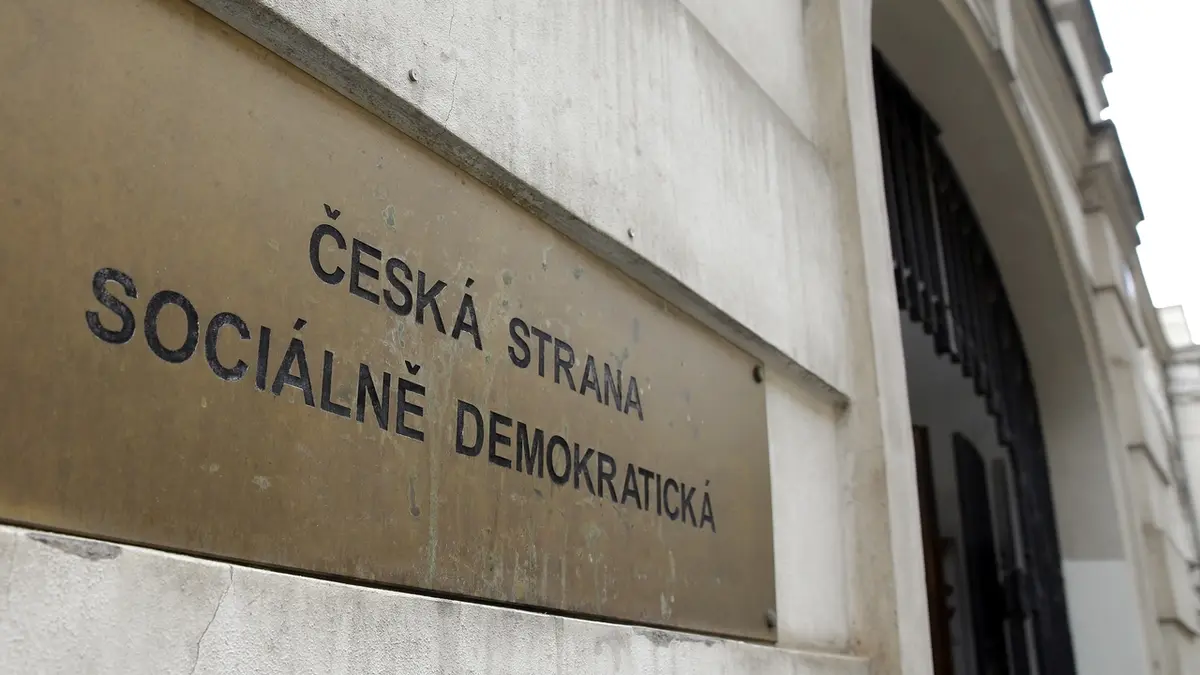 ČESKÁ STRANA
SOCIÁLNĚ DEMOKRATICKÁ